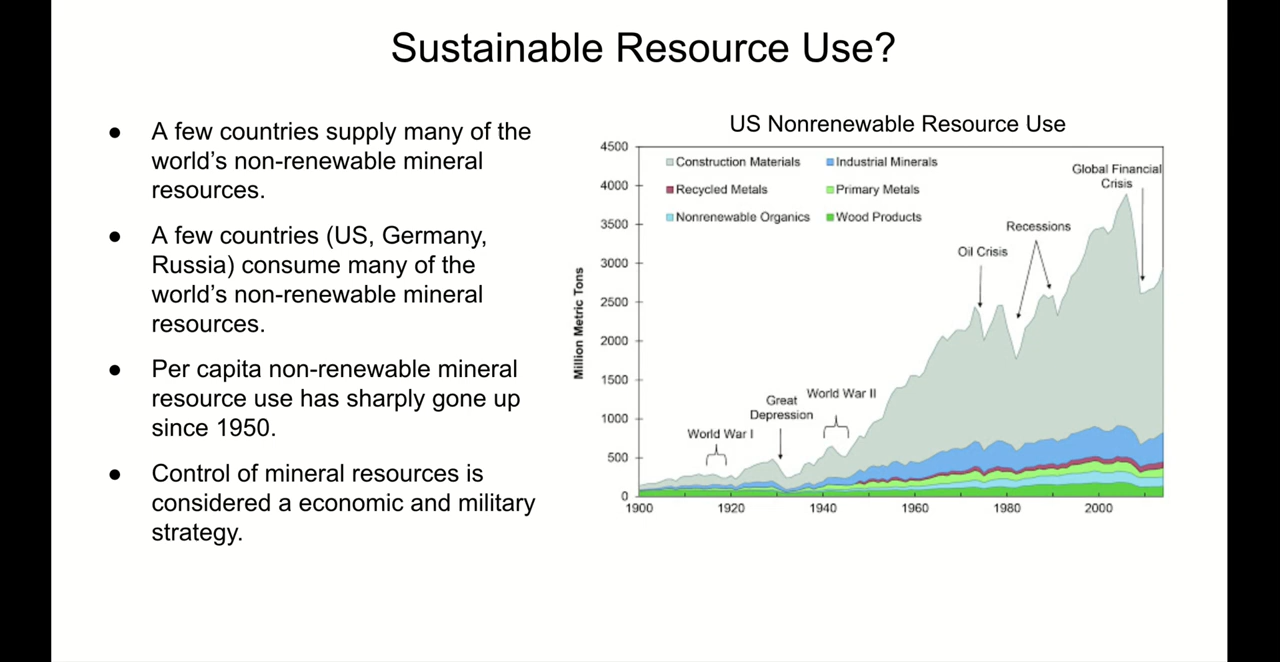 Sustainable Resource Use?
● A few countries supply many of the
world’s non-renewable mineral
resources.
● A few countries (US, Germany,
Russia) consume many of the
world’s non-renewable mineral
resources.
● Per capita non-renewable mineral
resource use has sharply gone up
since 1950.
● Control of mineral resources is
considered a economic and military
strategy.
US Nonrenewable Resource Use
Million Metric Tons
4500
4000
3500
3000
2500
2000
1500
1000
500
0
Construction Materials
Industrial Minerals
Recycled Metals
Primary Metals
Nonrenewable Organics
Wood Products
World War I
Great
Depression
World War II
Oil Crisis
Recessions
Global Financial
Crisis
1900
1920
1940
1960
1980
2000